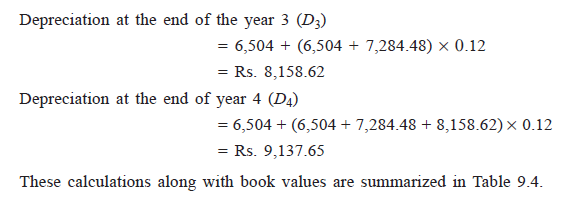 Depreciation at the end of the year 3 (D₃)
= 6,504 + (6,504 + 7,284.48) × 0.12
= Rs. 8,158.62
Depreciation at the end of year 4 (D₄)
= 6,504 + (6,504 + 7,284.48 + 8,158.62) × 0.12
= Rs. 9,137.65
These calculations along with book values are summarized in Table 9.4.